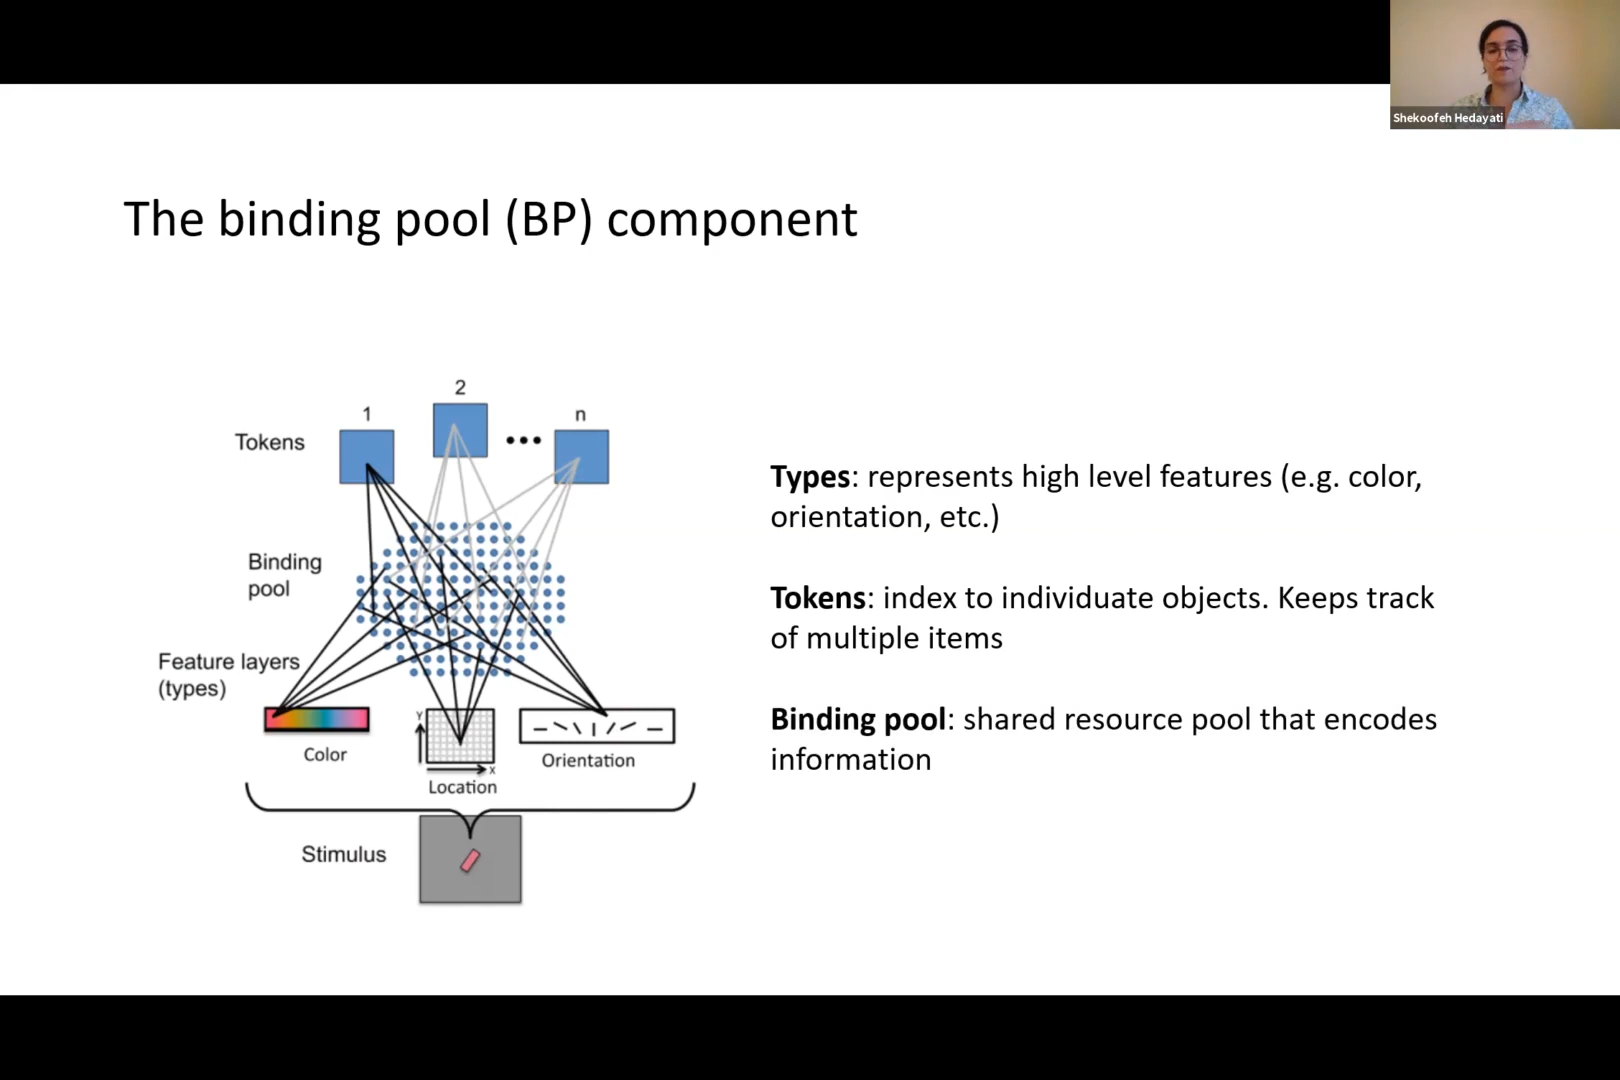 Shekoofeh Hedayati
The binding pool (BP) component
1
2
n
Tokens
Binding
pool
Feature layers
(types)
Y
x
Color
Location
Orientation
Stimulus
Types: represents high level features (e.g. color,
orientation, etc.)
Tokens: index to individuate objects. Keeps track
of multiple items
Binding pool: shared resource pool that encodes
information